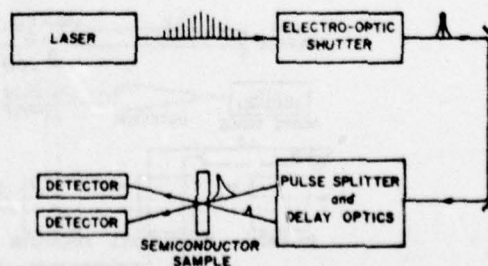 LASER
ELECTRO-OPTIC
SHUTTER
DETECTOR
DETECTOR
PULSE SPLITTER
and
DELAY OPTICS
SEMICONDUCTOR
SAMPLE